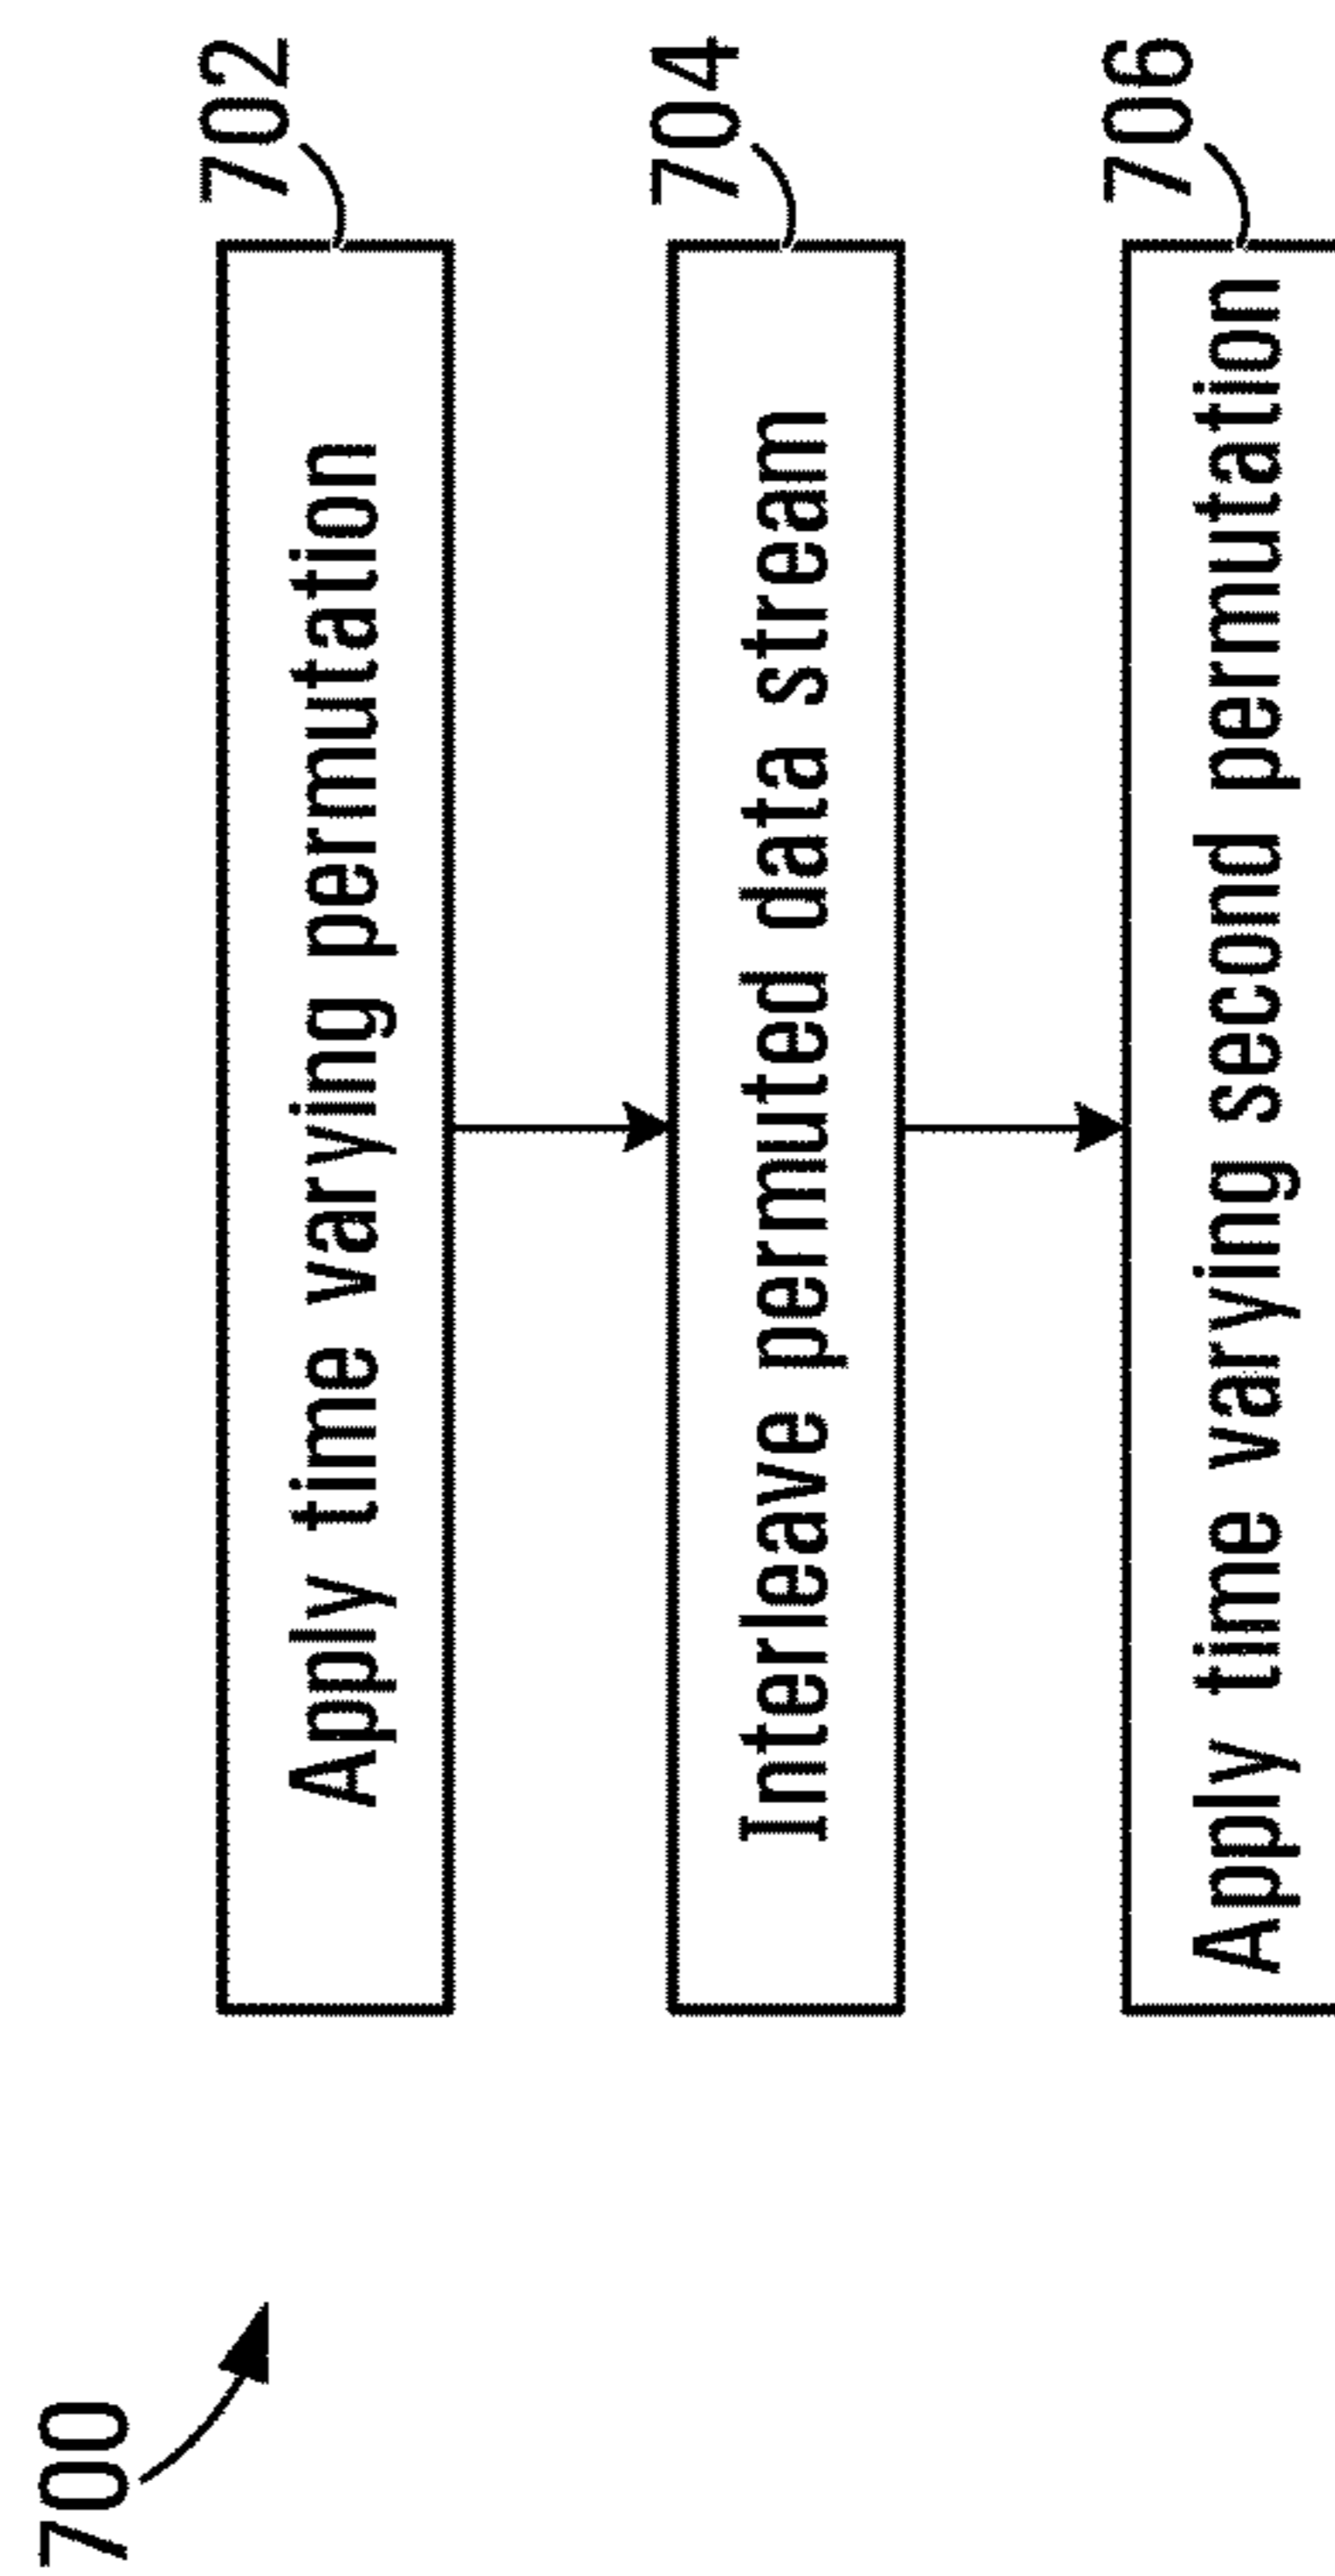 700
702
Apply time varying permutation
704
Interleave permuted data stream
706
Apply time varying second permutation